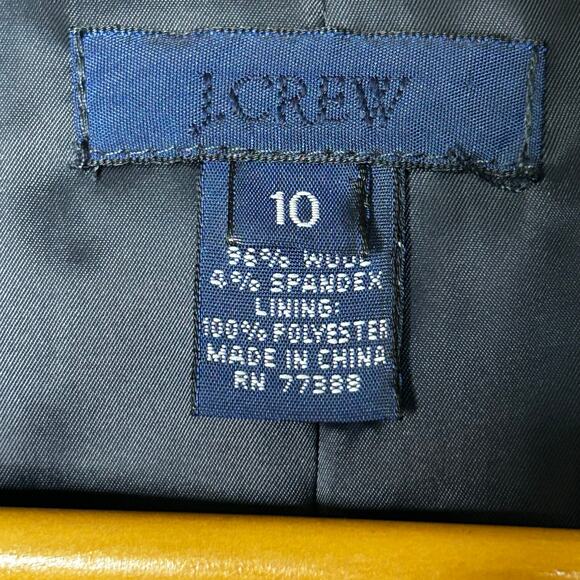 J.CREW
10
96% WOOL
4% SPANDEX
LINING:
100% POLYESTER
MADE IN CHINA
RN 77388